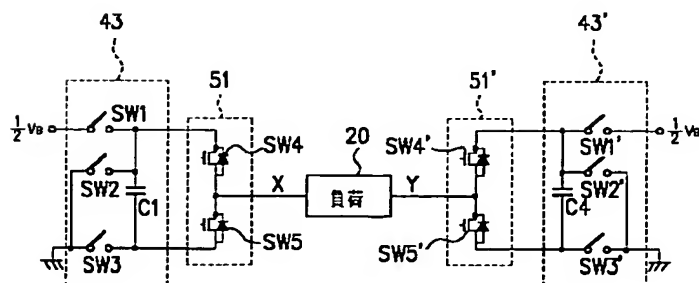 43
43'
51
51'
1/2 VB
SW1
SW4
SW4'
SW1'
1/2 VB
20
SW2
X
負荷
Y
SW2'
C1
C4
SW3
SW5
SW5'
SW3'